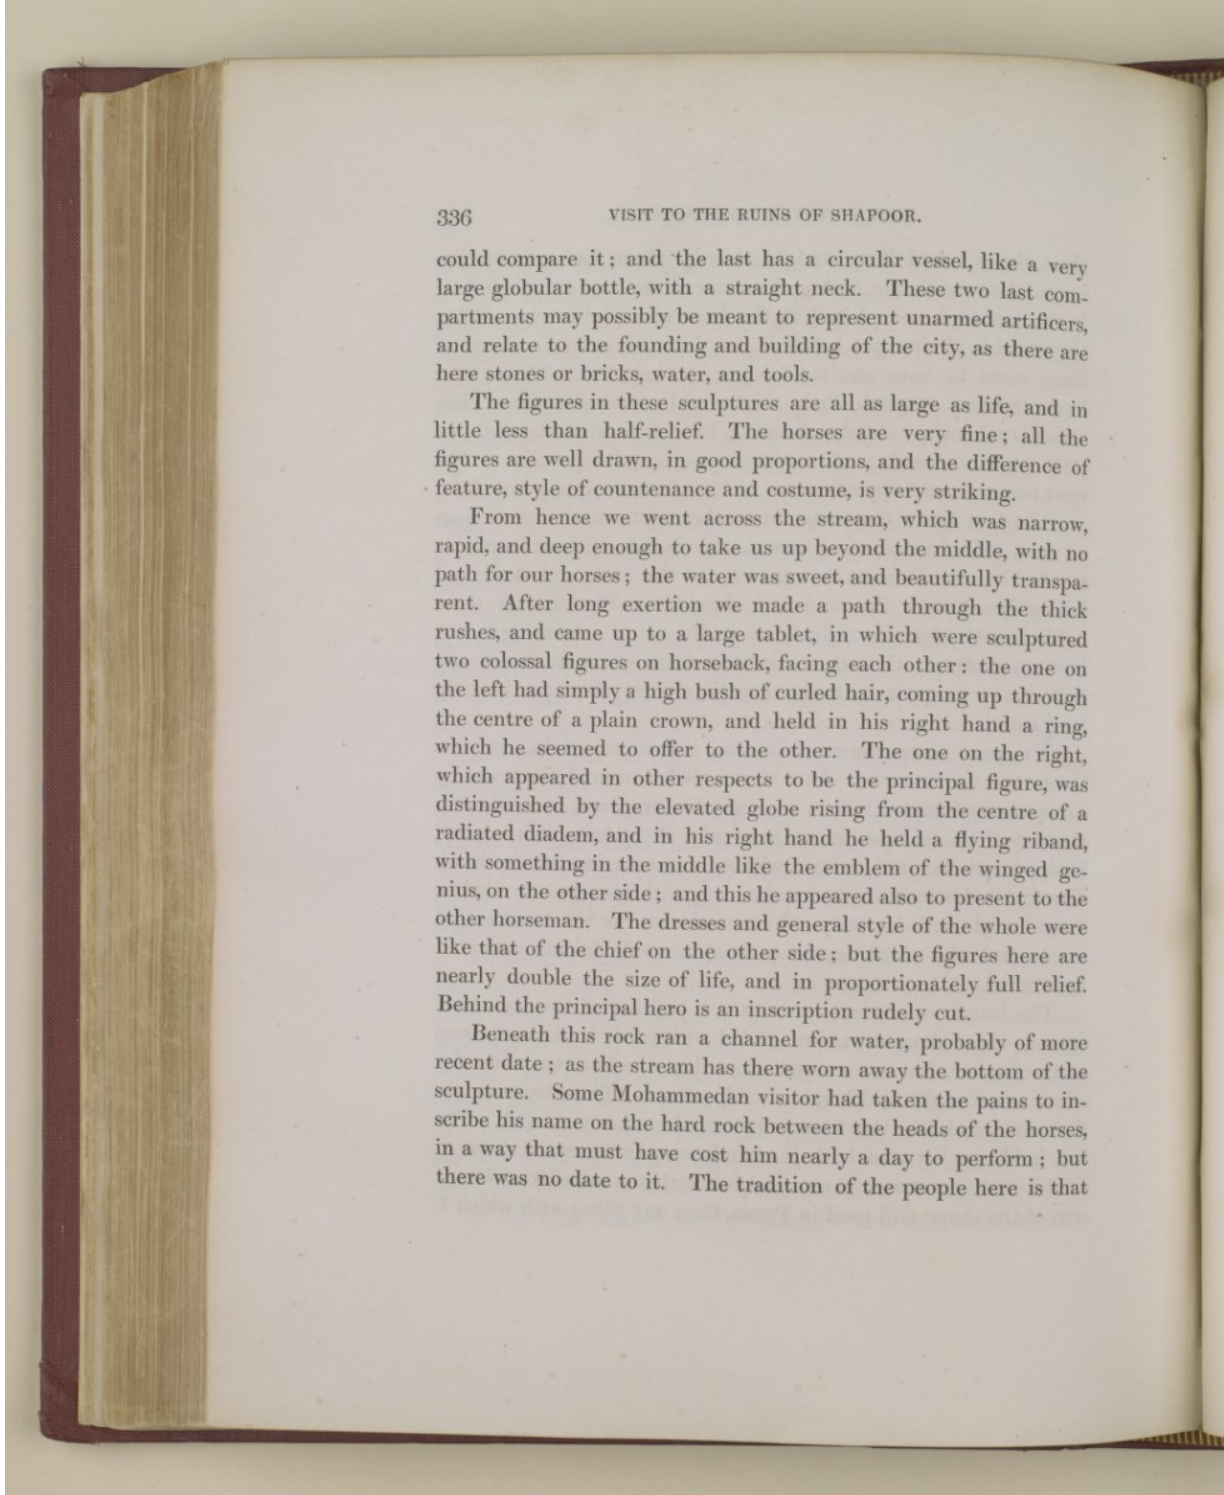 336 VISIT TO THE RUINS OF SHAPOOR.
could compare it; and the last has a circular vessel, like a very
large globular bottle, with a straight neck. These two last com-
partments may possibly be meant to represent unarmed artificers,
and relate to the founding and building of the city, as there are
here stones or bricks, water, and tools.
The figures in these sculptures are all as large as life, and in
little less than half-relief. The horses are very fine; all the
figures are well drawn, in good proportions, and the difference of
feature, style of countenance and costume, is very striking.
From hence we went across the stream, which was narrow,
rapid, and deep enough to take us up beyond the middle, with no
path for our horses; the water was sweet, and beautifully transpa-
rent. After long exertion we made a path through the thick
rushes, and came up to a large tablet, in which were sculptured
two colossal figures on horseback, facing each other: the one on
the left had simply a high bush of curled hair, coming up through
the centre of a plain crown, and held in his right hand a ring,
which he seemed to offer to the other. The one on the right,
which appeared in other respects to be the principal figure, was
distinguished by the elevated globe rising from the centre of a
radiated diadem, and in his right hand he held a flying riband,
with something in the middle like the emblem of the winged ge-
nius, on the other side; and this he appeared also to present to the
other horseman. The dresses and general style of the whole were
like that of the chief on the other side; but the figures here are
nearly double the size of life, and in proportionately full relief.
Behind the principal hero is an inscription rudely cut.
Beneath this rock ran a channel for water, probably of more
recent date; as the stream has there worn away the bottom of the
sculpture. Some Mohammedan visitor had taken the pains to in-
scribe his name on the hard rock between the heads of the horses,
in a way that must have cost him nearly a day to perform; but
there was no date to it. The tradition of the people here is that